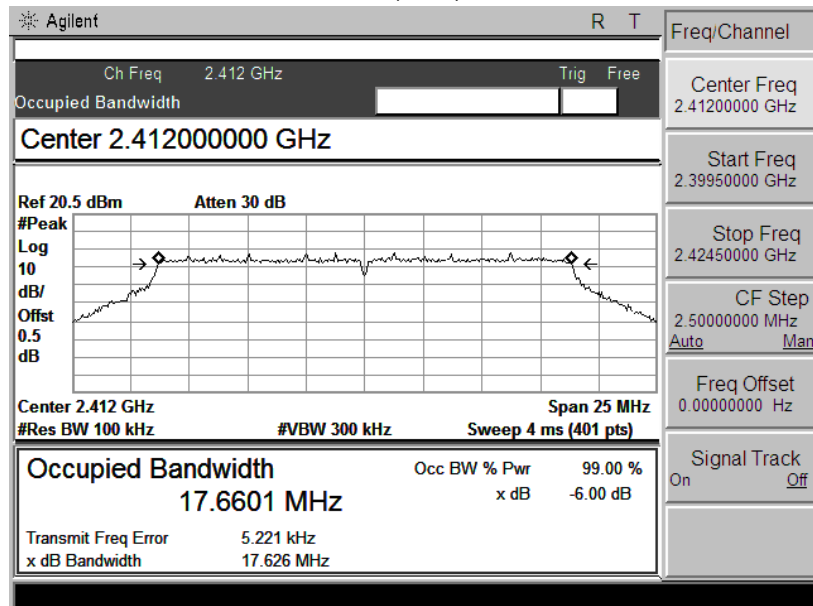 Agilent R T
Ch Freq 2.412 GHz Trig Free
Occupied Bandwidth
Center 2.412000000 GHz
Ref 20.5 dBm Atten 30 dB
#Peak
Log
10
dB/
Offst
0.5
dB
Center 2.412 GHz Span 25 MHz
#Res BW 100 kHz #VBW 300 kHz Sweep 4 ms (401 pts)
Occupied Bandwidth Occ BW % Pwr 99.00 %
17.6601 MHz x dB -6.00 dB
Transmit Freq Error 5.221 kHz
x dB Bandwidth 17.626 MHz
Freq/Channel
Center Freq
2.41200000 GHz
Start Freq
2.39950000 GHz
Stop Freq
2.42450000 GHz
CF Step
2.50000000 MHz
Auto Man
Freq Offset
0.00000000 Hz
Signal Track
On Off